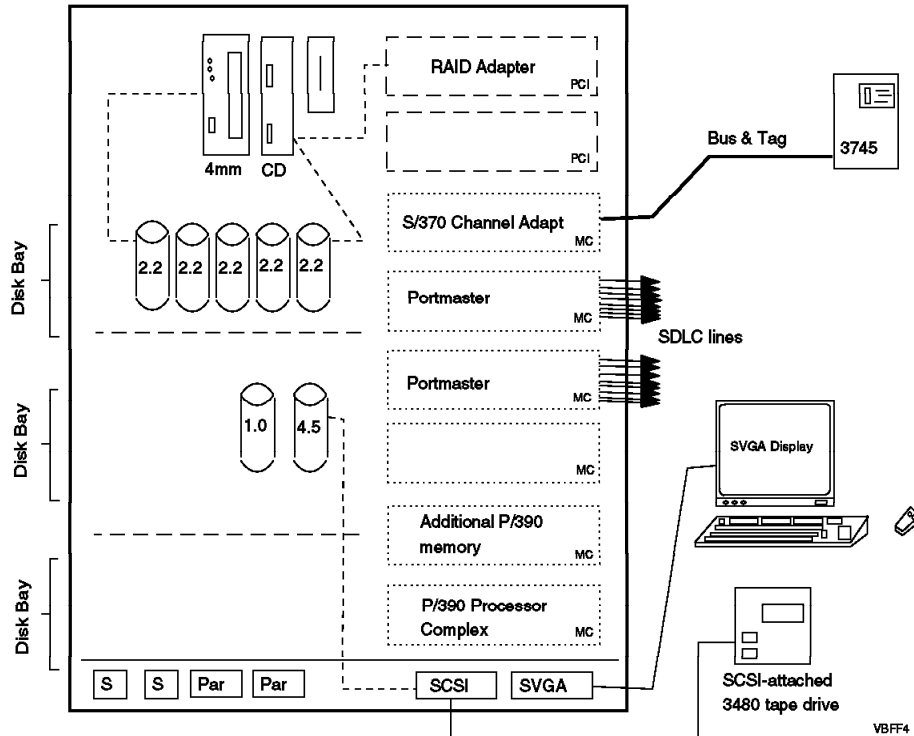 RAID Adapter
PCI
PCI
4mm
CD
Bus & Tag
3745
S/370 Channel Adapt
MC
Disk Bay
2.2
2.2
2.2
2.2
2.2
Portmaster
MC
SDLC lines
Portmaster
MC
Disk Bay
1.0
4.5
MC
SVGA Display
Additional P/390
memory
MC
Disk Bay
P/390 Processor
Complex
MC
S
S
Par
Par
SCSI
SVGA
SCSI-attached
3480 tape drive
VBFF4